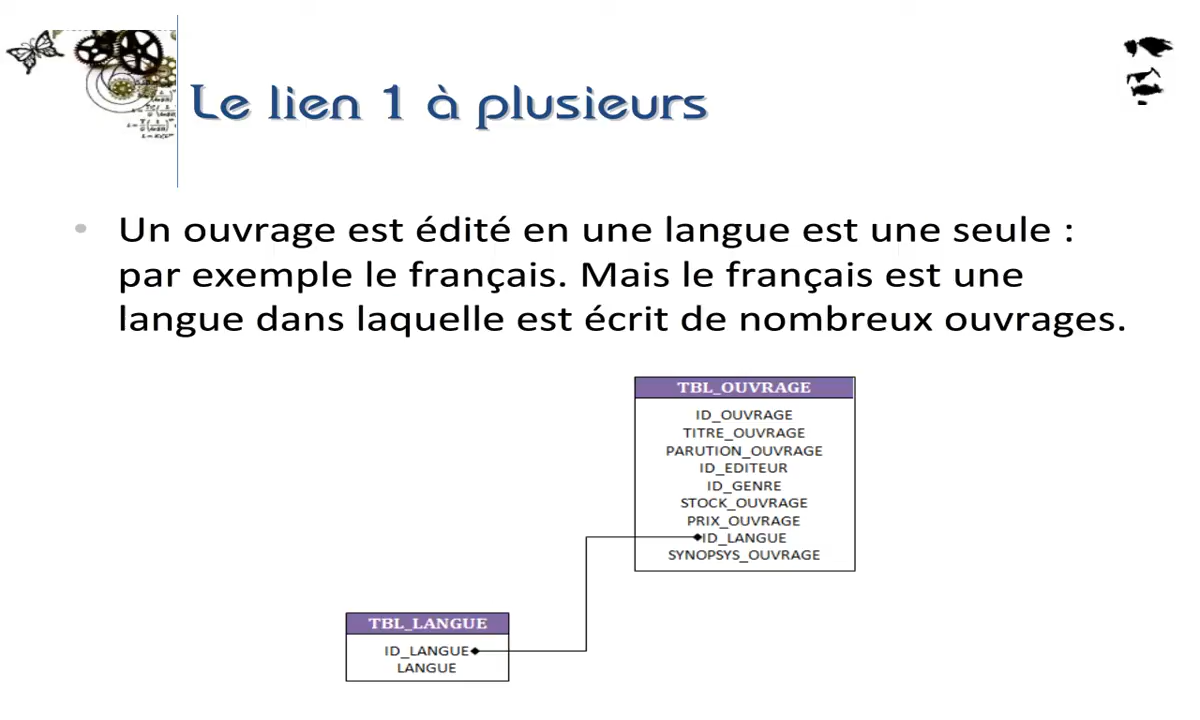 Le lien 1 à plusieurs
Un ouvrage est édité en une langue est une seule :
par exemple le français. Mais le français est une
langue dans laquelle est écrit de nombreux ouvrages.
TBL_OUVRAGE
ID_OUVRAGE
TITRE_OUVRAGE
PARUTION_OUVRAGE
ID_EDITEUR
ID_GENRE
STOCK_OUVRAGE
PRIX_OUVRAGE
ID_LANGUE
SYNOPSYS_OUVRAGE
TBL_LANGUE
ID_LANGUE
LANGUE